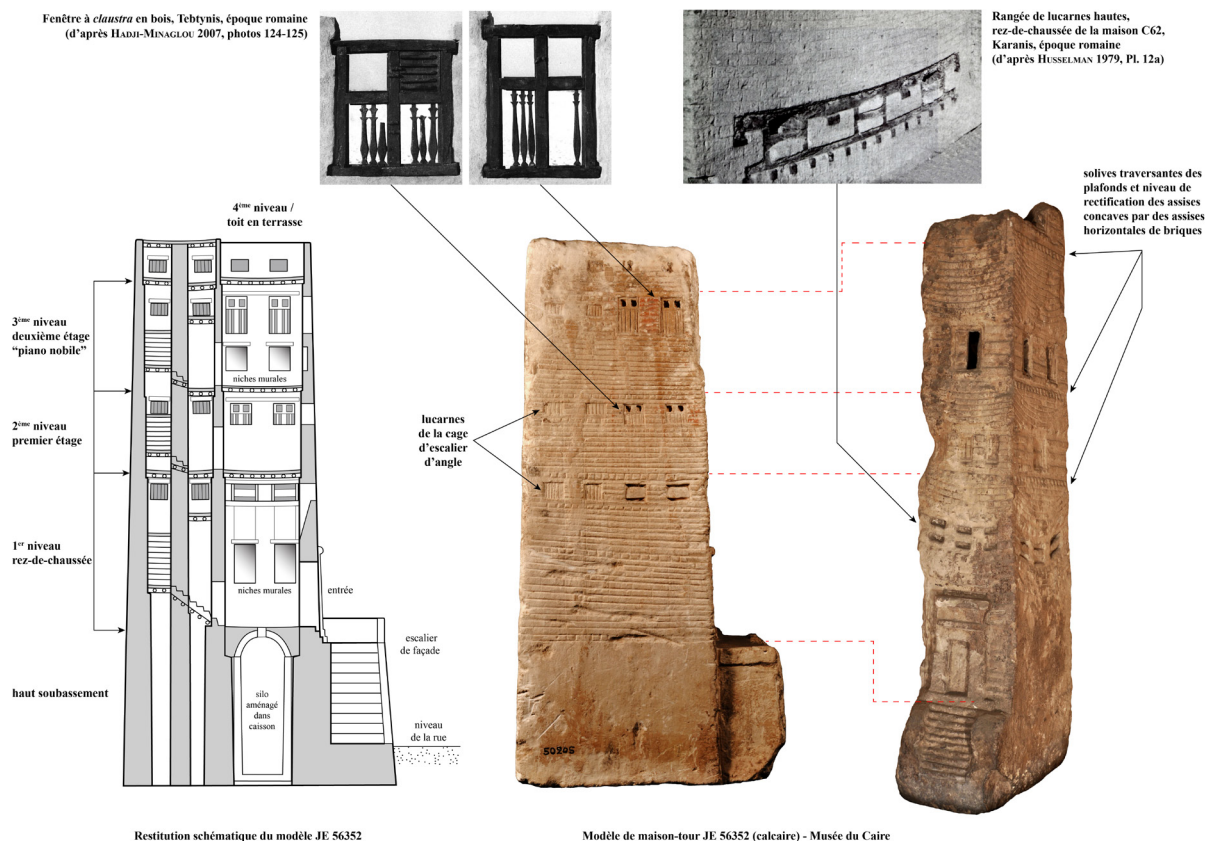 Fenêtre à claustra en bois, Tebtynis, époque romaine
(d'après HADJI-MINAGLOU 2007, photos 124-125)
Rangée de lucarnes hautes,
rez-de-chaussée de la maison C62,
Karanis, époque romaine
(d'après HUSSELMAN 1979, Pl. 12a)
solives traversantes des
plafonds et niveau de
rectification des assises
concaves par des assises
horizontales de briques
4ème niveau /
toit en terrasse
3ème niveau
deuxième étage
"piano nobile"
niches murales
2ème niveau
premier étage
lucarnes
de la cage
d'escalier
d'angle
1er niveau
rez-de-chaussée
niches murales
entrée
escalier
de façade
haut soubassement
silo
aménagé
dans
caisson
niveau
de la rue
50205
Restitution schématique du modèle JE 56352
Modèle de maison-tour JE 56352 (calcaire) - Musée du Caire